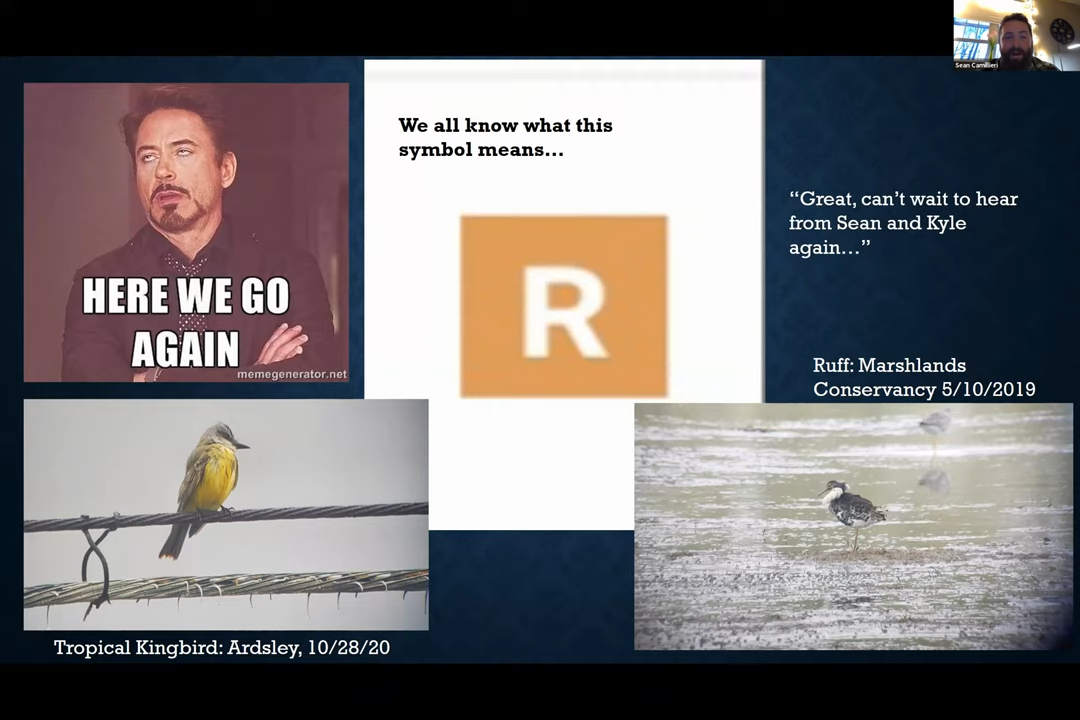 Sean Camilleri
We all know what this
symbol means...
"Great, can't wait to hear
from Sean and Kyle
again..."
R
HERE WE GO
AGAIN
memegenerator.net
Ruff: Marshlands
Conservancy 5/10/2019
Tropical Kingbird: Ardsley, 10/28/20